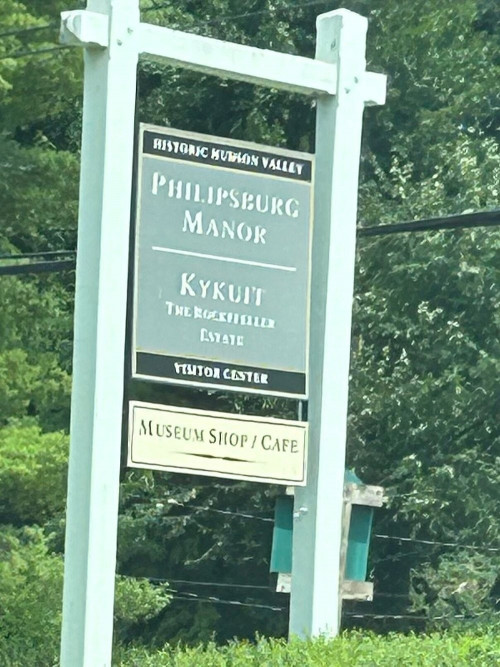 HISTORIC HUDSON VALLEY
PHILIPSBURG
MANOR
KYKUIT
THE ROCKEFELLER
ESTATE
VISITOR CENTER
MUSEUM SHOP / CAFE